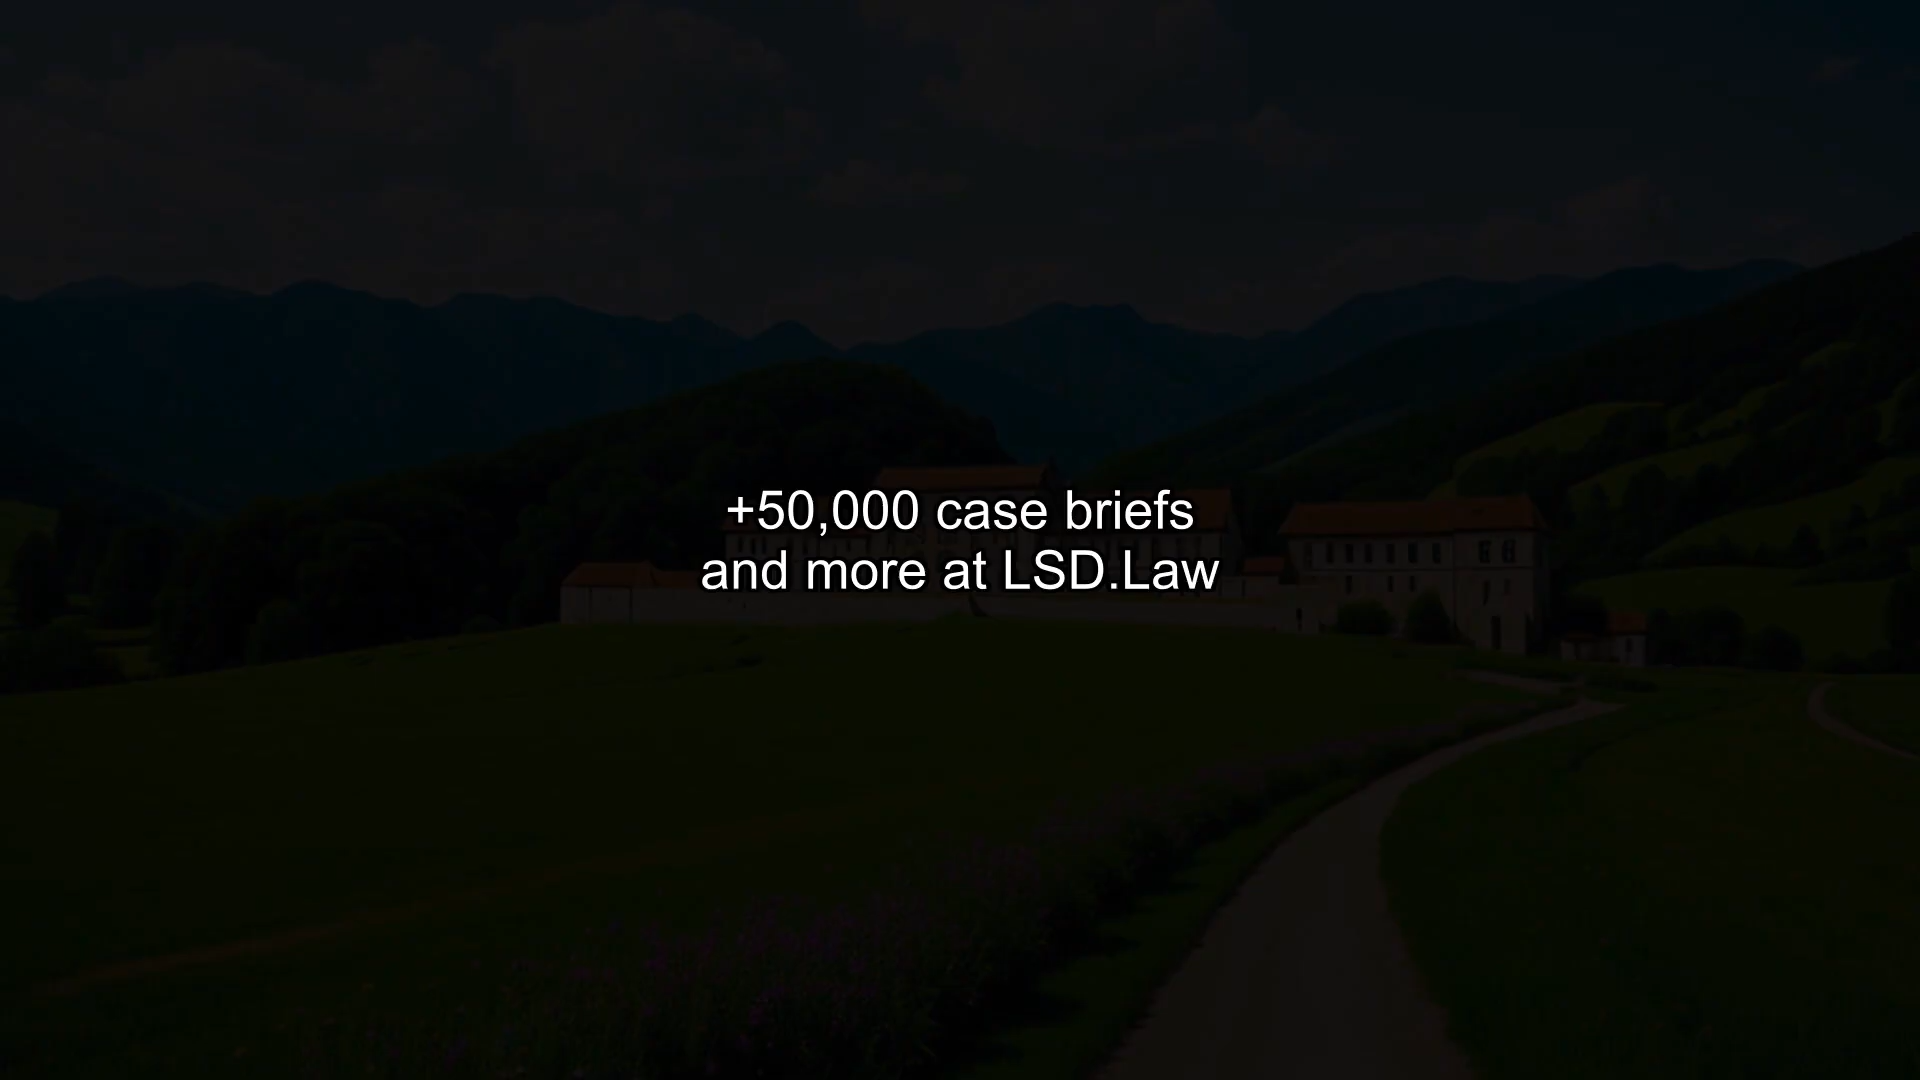 +50,000 case briefs
and more at LSD.Law